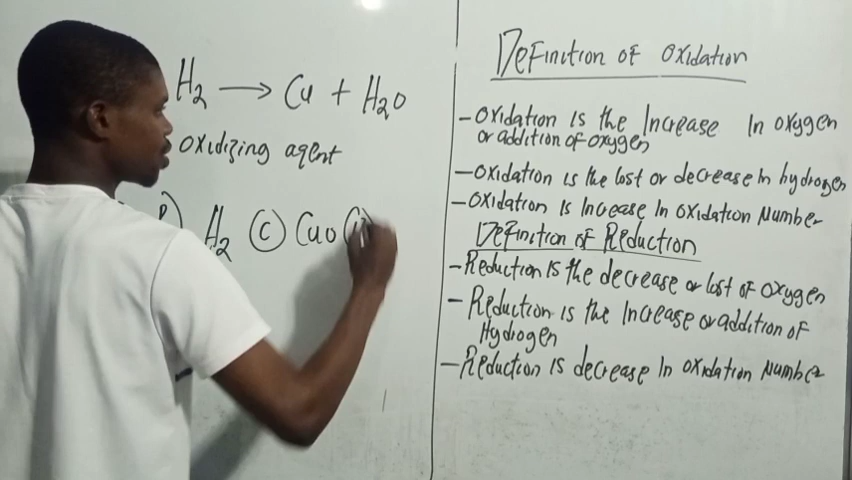 H₂ → Cu + H₂O
oxidizing agent
B) H₂ (C) CuO (
Definition of Oxidation
- Oxidation is the Increase In oxygen
or addition of oxygen
- Oxidation is the lost or decrease In hydrogen
- Oxidation is Increase In Oxidation Number
Definition of Reduction
- Reduction Is the decrease or lost of Oxygen
- Reduction is the Increase or addition of
Hydrogen
- Reduction is decrease In oxidation Number